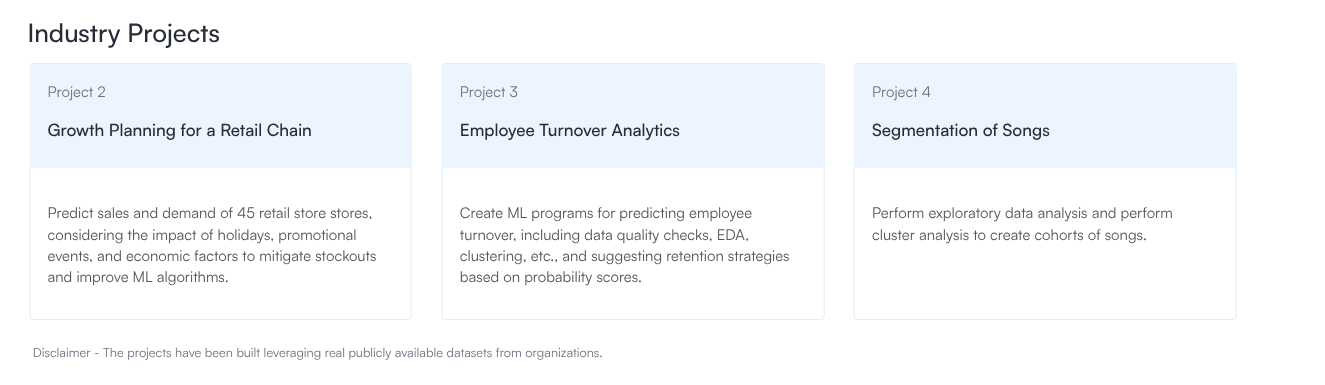 Industry Projects
Project 2
Growth Planning for a Retail Chain
Predict sales and demand of 45 retail store stores,
considering the impact of holidays, promotional
events, and economic factors to mitigate stockouts
and improve ML algorithms.
Project 3
Employee Turnover Analytics
Create ML programs for predicting employee
turnover, including data quality checks, EDA,
clustering, etc., and suggesting retention strategies
based on probability scores.
Project 4
Segmentation of Songs
Perform exploratory data analysis and perform
cluster analysis to create cohorts of songs.
Disclaimer - The projects have been built leveraging real publicly available datasets from organizations.